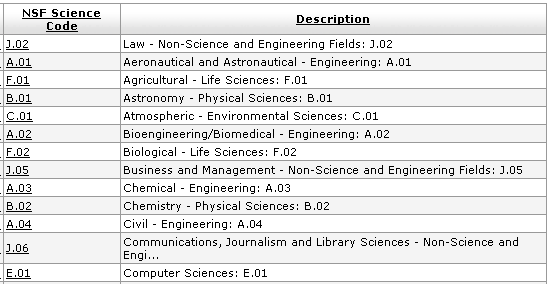 NSF Science
Code
Description
J.02 Law - Non-Science and Engineering Fields: J.02
A.01 Aeronautical and Astronautical - Engineering: A.01
F.01 Agricultural - Life Sciences: F.01
B.01 Astronomy - Physical Sciences: B.01
C.01 Atmospheric - Environmental Sciences: C.01
A.02 Bioengineering/Biomedical - Engineering: A.02
F.02 Biological - Life Sciences: F.02
J.05 Business and Management - Non-Science and Engineering Fields: J.05
A.03 Chemical - Engineering: A.03
B.02 Chemistry - Physical Sciences: B.02
A.04 Civil - Engineering: A.04
J.06 Communications, Journalism and Library Sciences - Non-Science and
Engi...
E.01 Computer Sciences: E.01